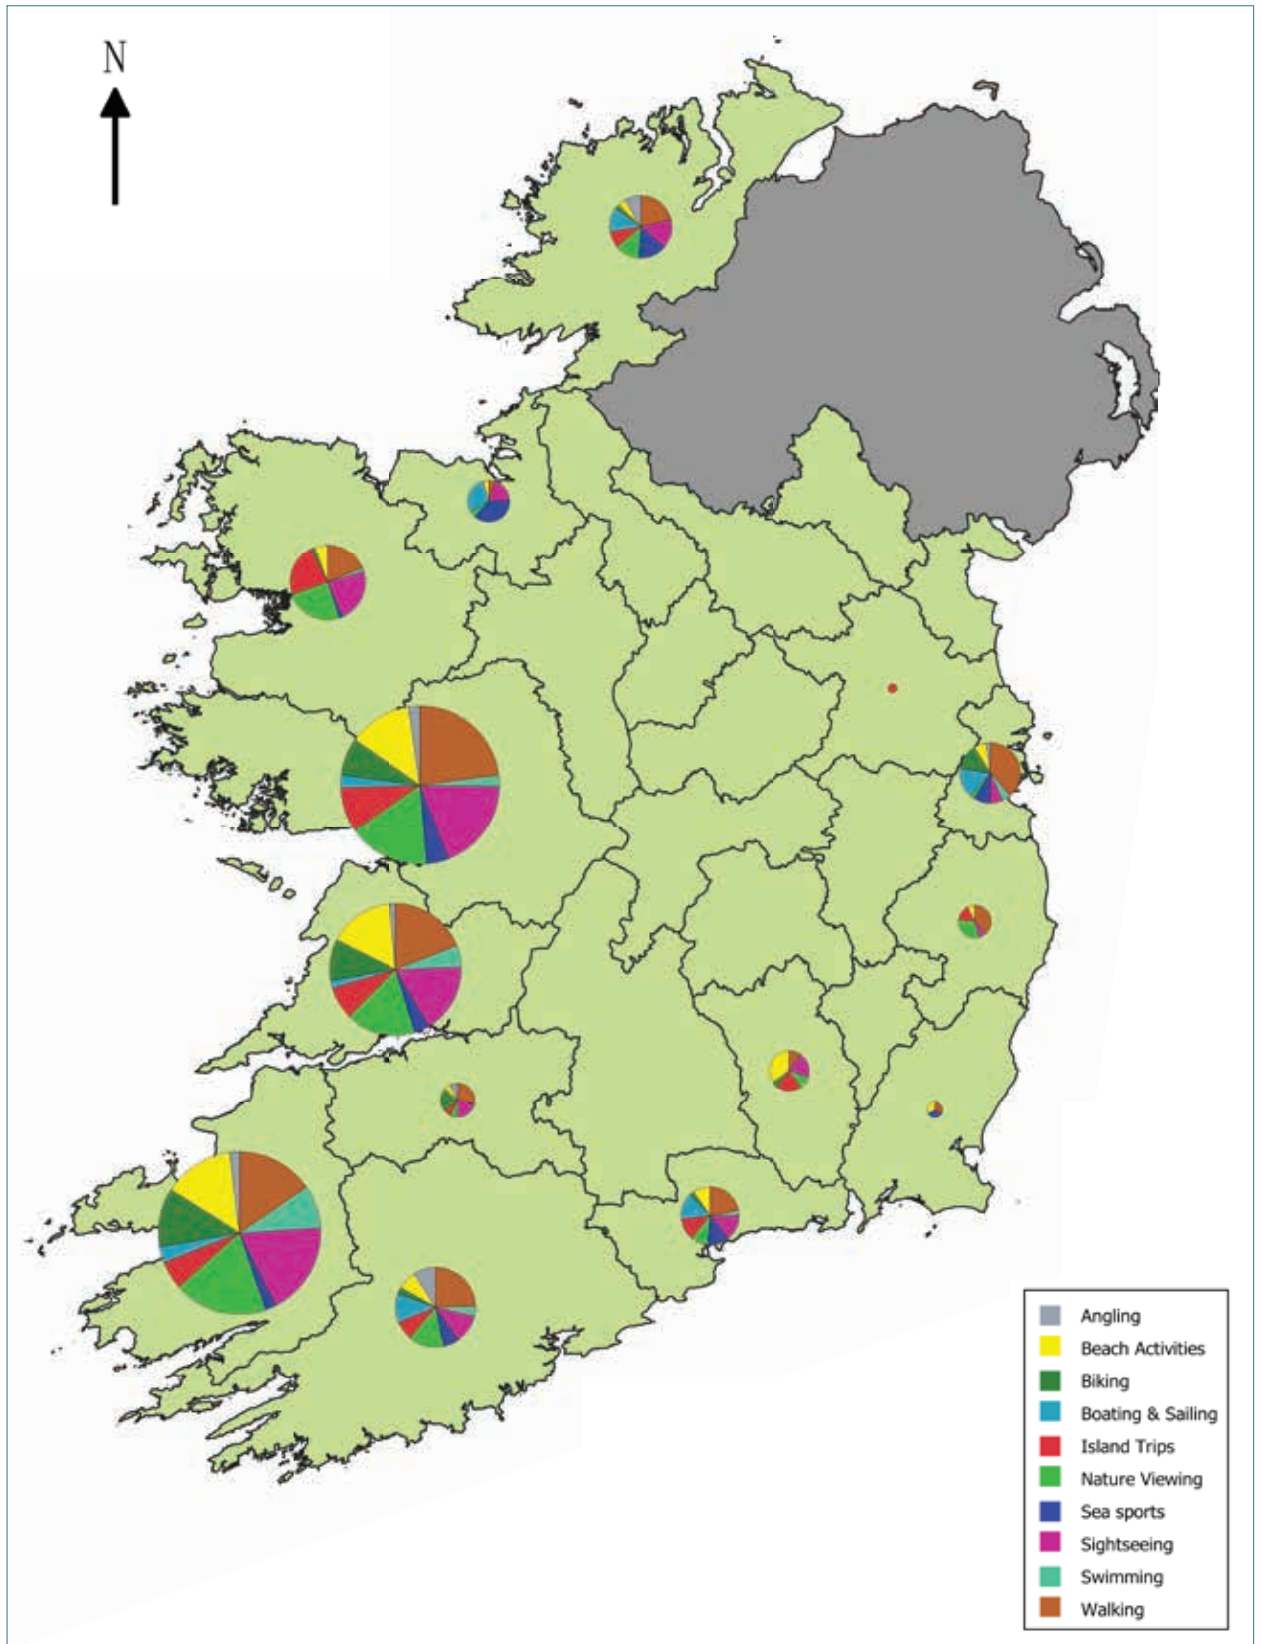 N
Angling
Beach Activities
Biking
Boating & Sailing
Island Trips
Nature Viewing
Sea sports
Sightseeing
Swimming
Walking